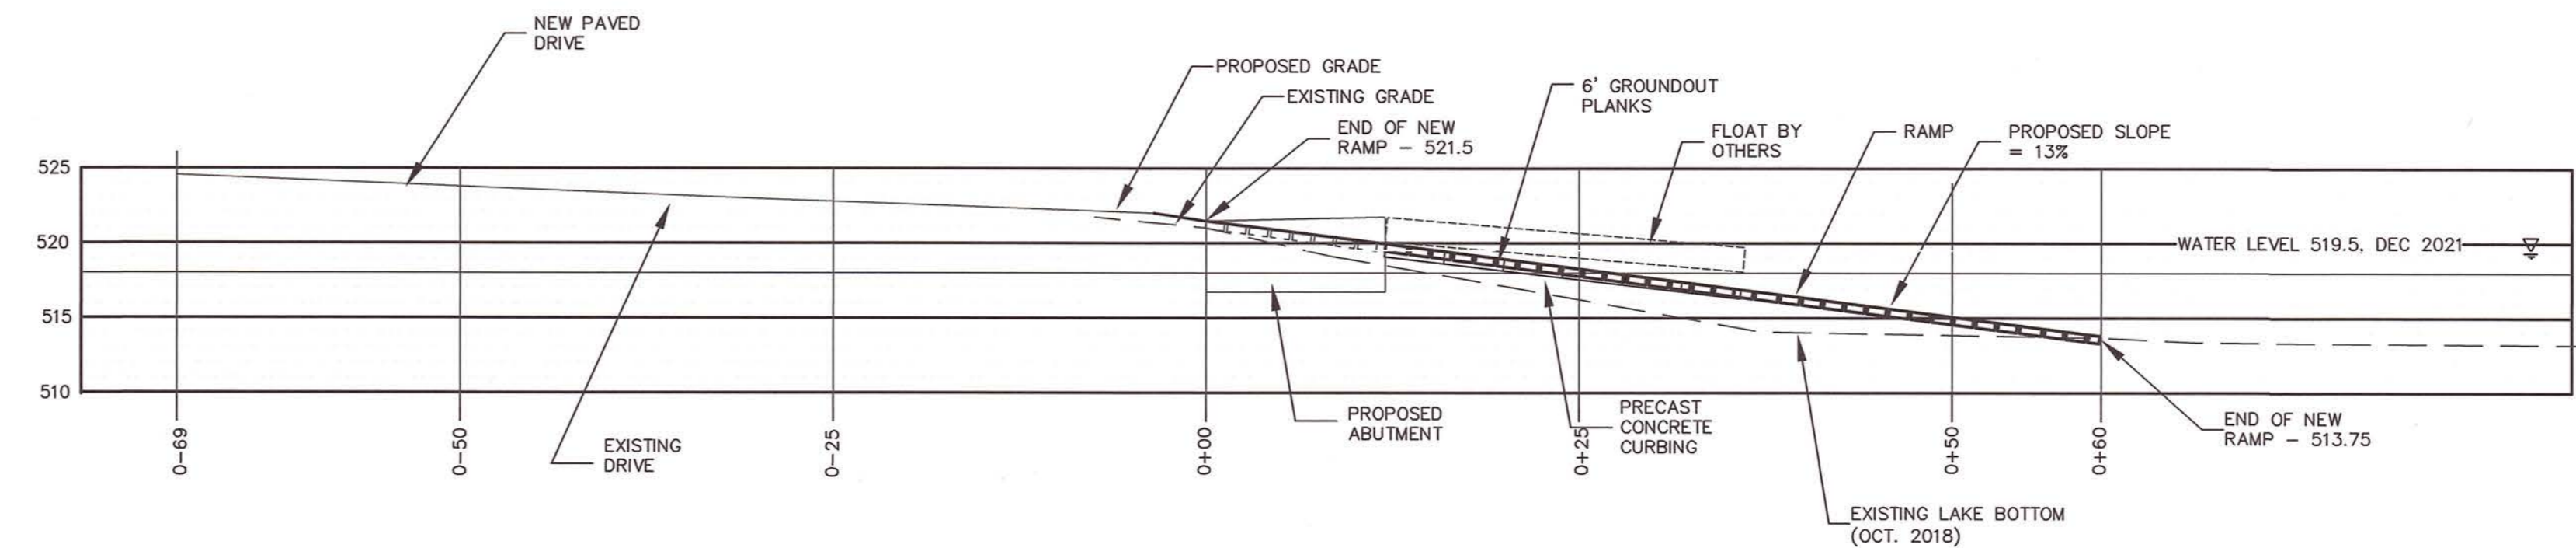 NEW PAVED
DRIVE
PROPOSED GRADE
EXISTING GRADE
END OF NEW
RAMP - 521.5
6' GROUNDOUT
PLANKS
FLOAT BY
OTHERS
RAMP
PROPOSED SLOPE
= 13%
525
520
515
510
WATER LEVEL 519.5, DEC 2021
0-69
0-50
0-25
0+00
0+25
0+50
0+60
EXISTING
DRIVE
PROPOSED
ABUTMENT
PRECAST
CONCRETE
CURBING
END OF NEW
RAMP - 513.75
EXISTING LAKE BOTTOM
(OCT. 2018)